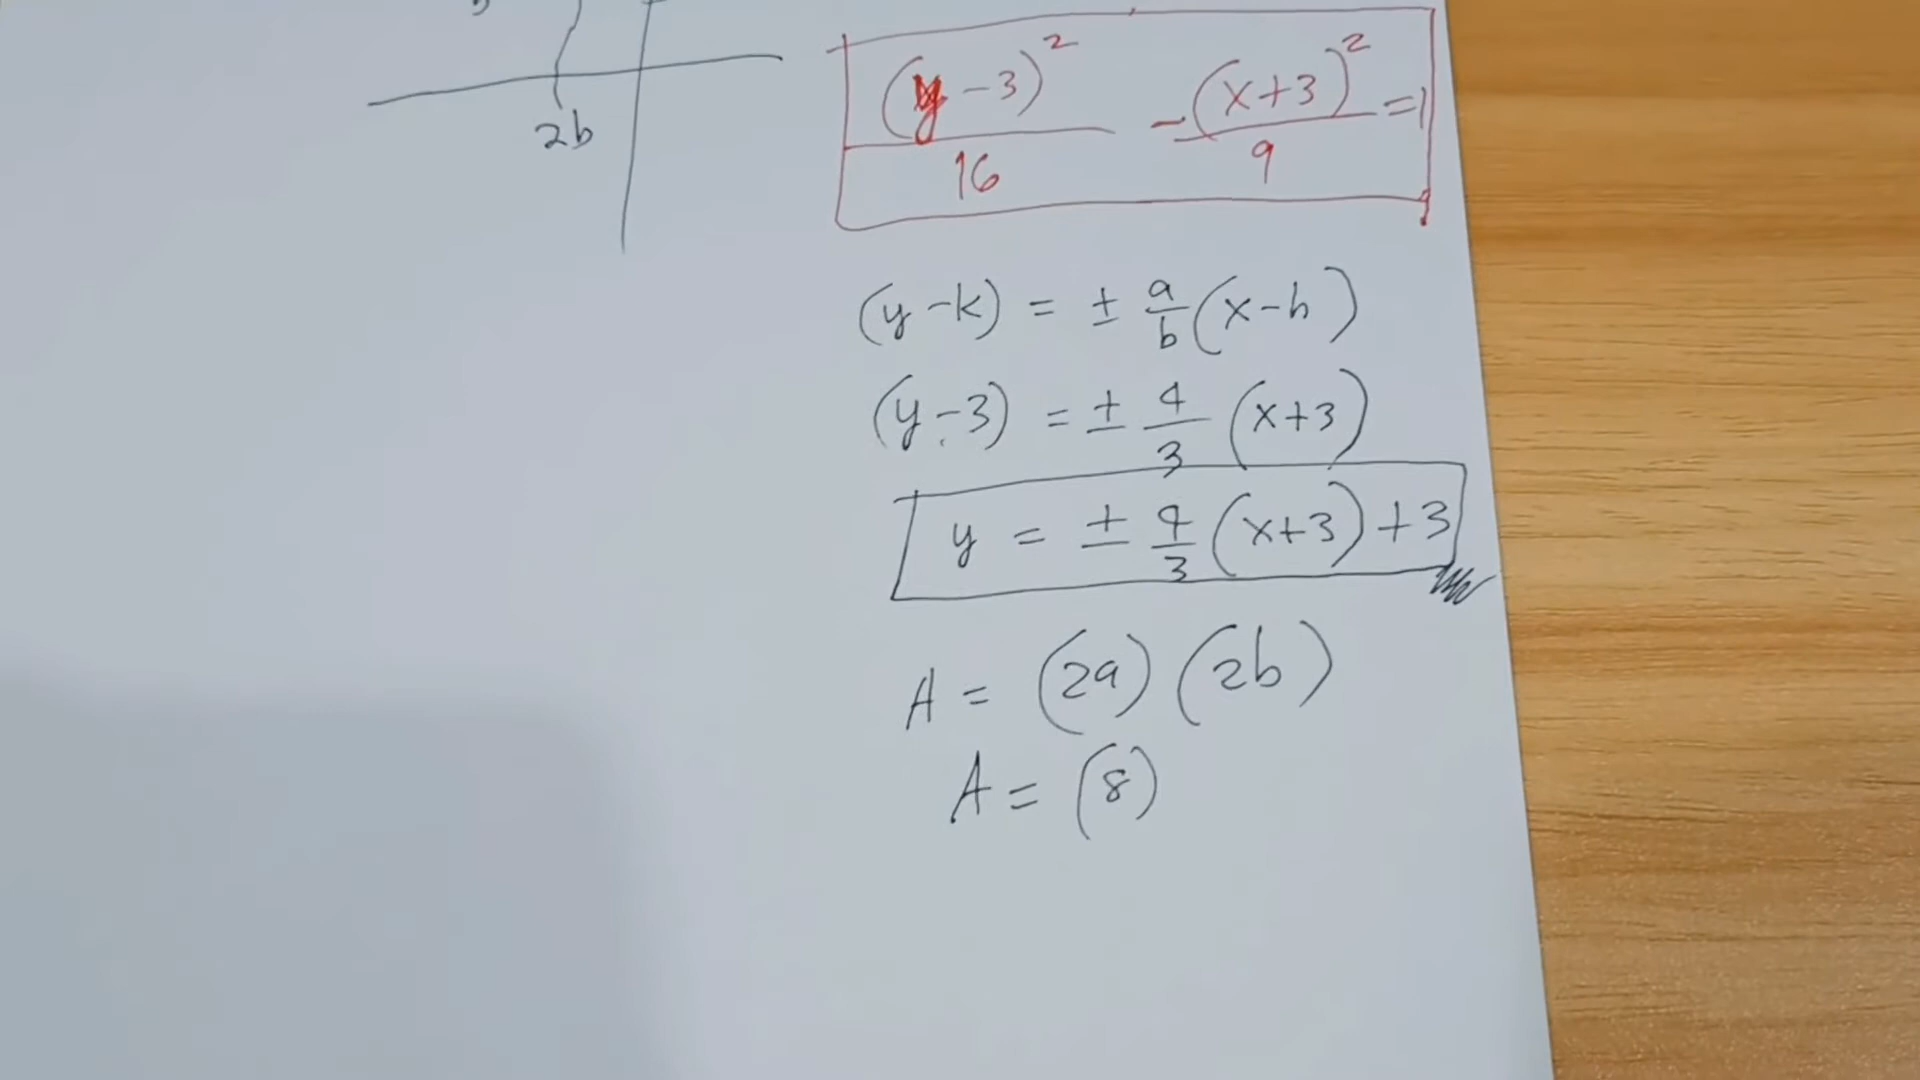 2b
(y-3)² / 16 - (x+3)² / 9 = 1
(y-k) = ± a/b (x-h)
(y-3) = ± 4/3 (x+3)
y = ± 4/3 (x+3) + 3
A = (2a) (2b)
A = (8)